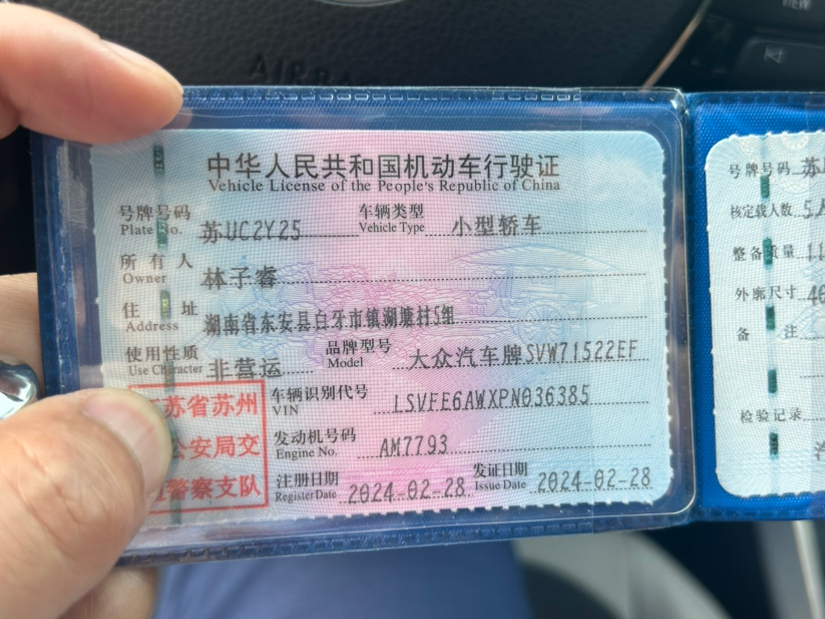 VIEW
AIRBA
中华人民共和国机动车行驶证
Vehicle License of the People's Republic of China
号牌号码 苏UC2Y25 车辆类型 小型轿车
Plate No. Vehicle Type
所有人 林子睿
Owner
住址 湖南省东安县白牙市镇湖塘村5组
Address
使用性质 非营运 品牌型号 大众汽车牌SVW71522EF
Use Character Model
苏省苏州
公安局交
警察支队
车辆识别代号 LSVFE6AWXPN036385
VIN
发动机号码 AM7793
Engine No.
注册日期 2024-02-28 发证日期 2024-02-28
Register Date Issue Date
号牌号码 苏
核定载人数 5人
整备质量 11
外廓尺寸 46
备注
检验记录